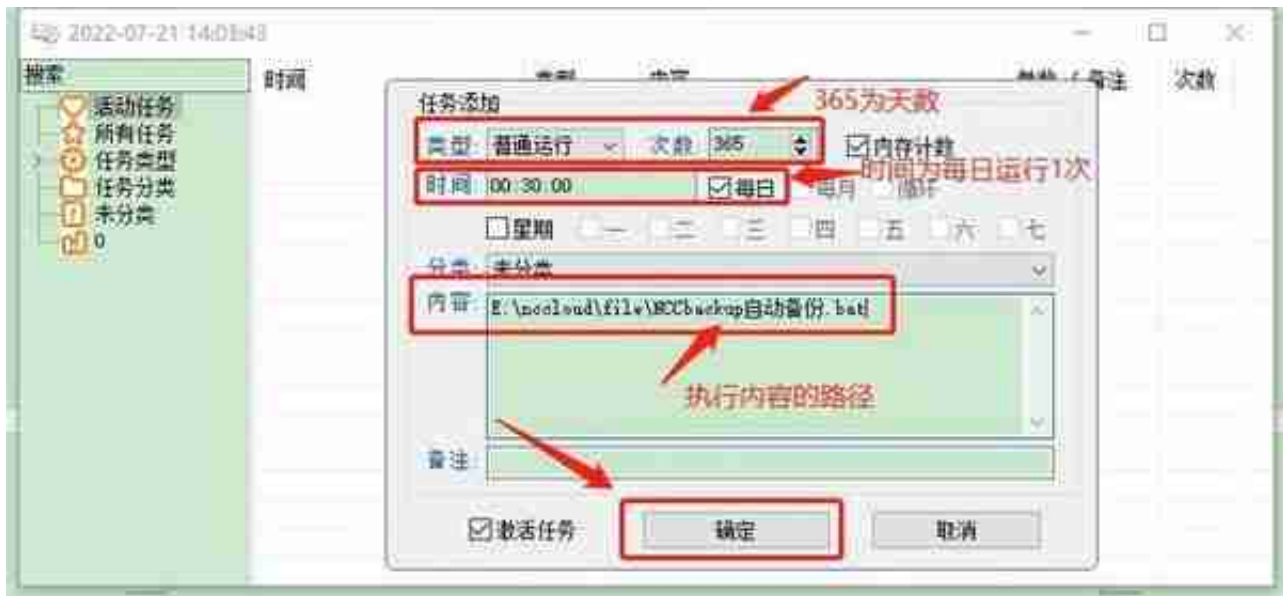 2022-07-21 14:03:43
搜索
时间
次数
活动任务
所有任务
任务类型
任务分类
未分类
0
任务添加
365为天数
类型: 普通运行 次数: 365 内存计数
时间为每日运行1次
时间: 00:30:00 每日 每月 循环
星期 一 二 三 四 五 六 七
分类: 未分类
内容: E:\nccloud\file\NCCbackup自动备份.bat
执行内容的路径
备注:
激活任务 确定 取消